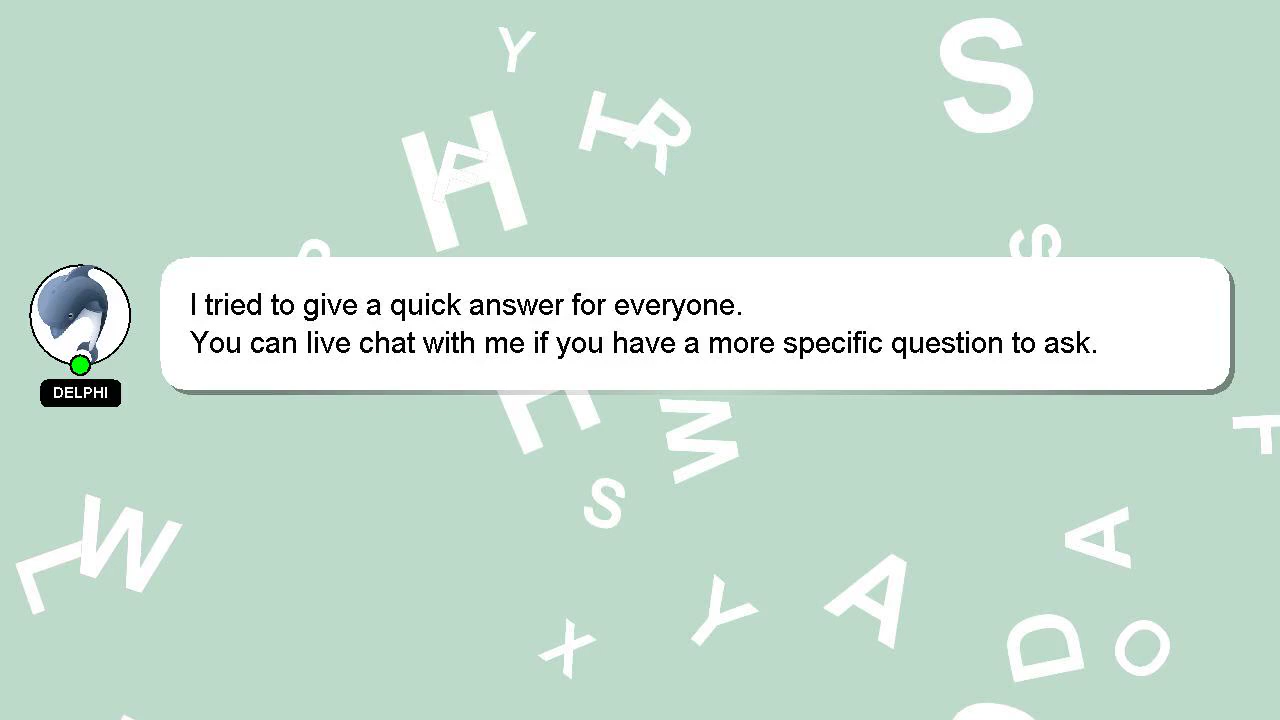 Y
S
H
A
T
R
S
I tried to give a quick answer for everyone.
You can live chat with me if you have a more specific question to ask.
DELPHI
H
W
S
L
W
A
A
Y
X
D
O